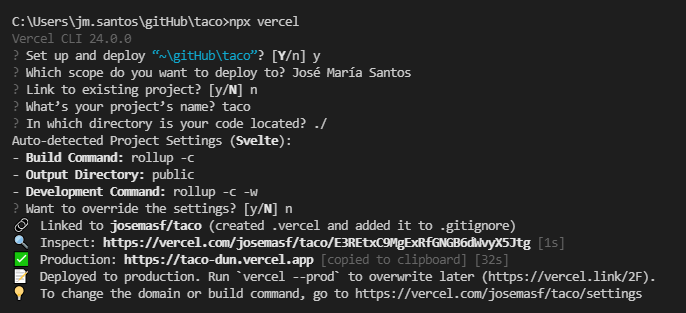 C:\Users\jm.santos\gitHub\taco>npx vercel
Vercel CLI 24.0.0
? Set up and deploy “~\gitHub\taco”? [Y/n] y
? Which scope do you want to deploy to? José María Santos
? Link to existing project? [y/N] n
? What’s your project’s name? taco
? In which directory is your code located? ./
Auto-detected Project Settings (Svelte):
- Build Command: rollup -c
- Output Directory: public
- Development Command: rollup -c -w
? Want to override the settings? [y/N] n
🔗 Linked to josemasf/taco (created .vercel and added it to .gitignore)
🔍 Inspect: https://vercel.com/josemasf/taco/E3REtxC9MgExRfGNGB6dWvyX5Jtg [1s]
✅ Production: https://taco-dun.vercel.app [copied to clipboard] [32s]
📝 Deployed to production. Run `vercel --prod` to overwrite later (https://vercel.link/2F).
💡 To change the domain or build command, go to https://vercel.com/josemasf/taco/settings